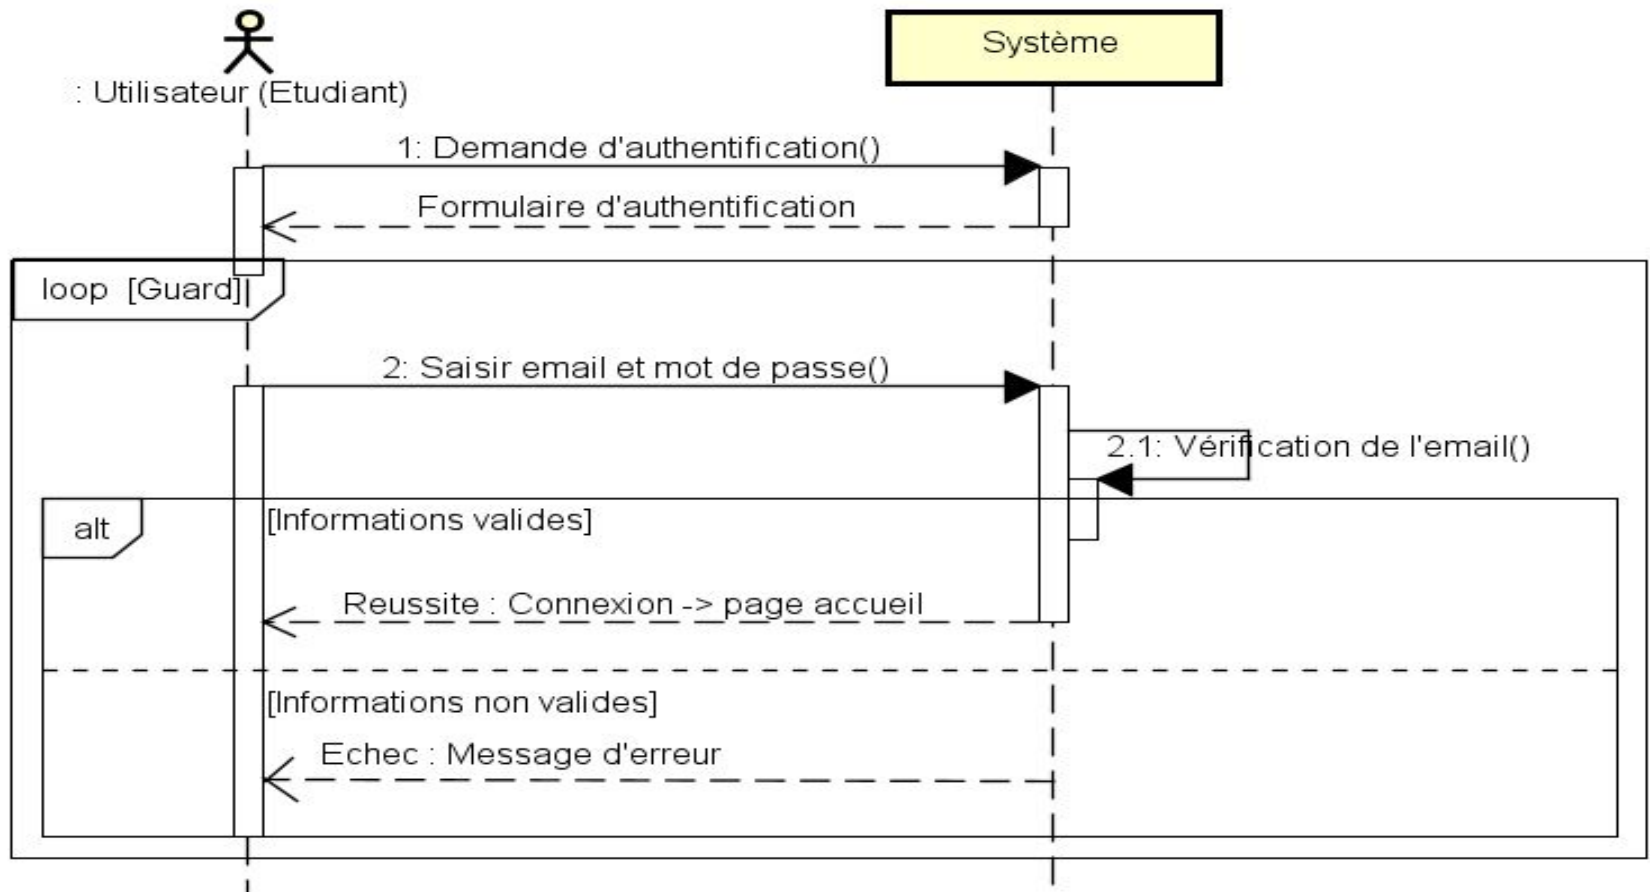 Système
: Utilisateur (Etudiant)
1: Demande d'authentification()
Formulaire d'authentification
loop [Guard]
2: Saisir email et mot de passe()
2.1: Vérification de l'email()
alt
[Informations valides]
Reussite : Connexion -> page accueil
[Informations non valides]
Echec : Message d'erreur